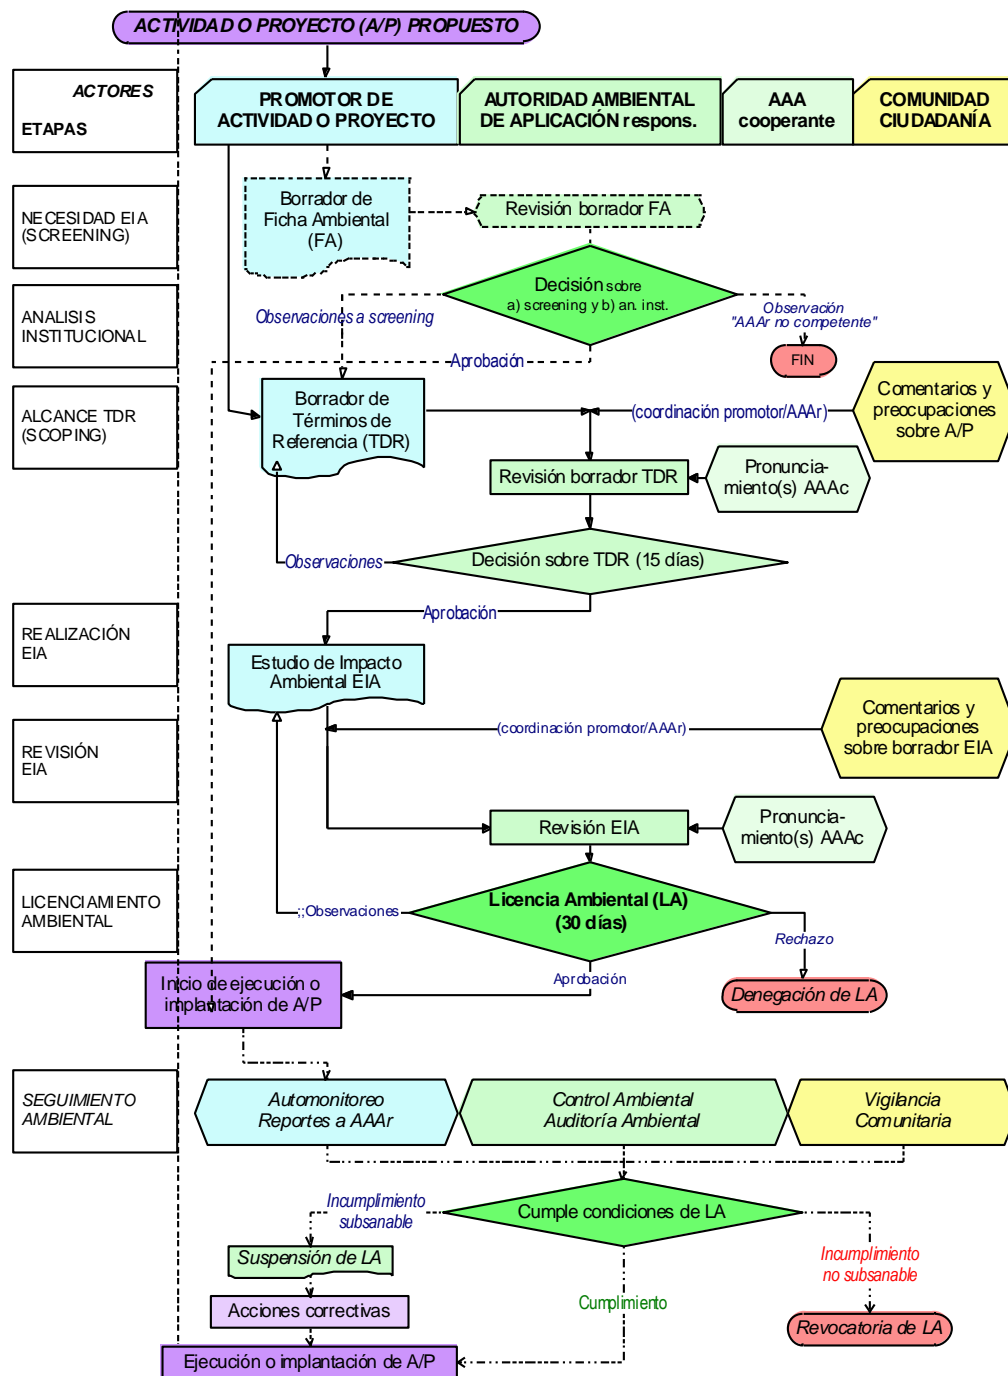 ACTIVIDAD O PROYECTO (A/P) PROPUESTO
ACTORES
ETAPAS
PROMOTOR DE
ACTIVIDAD O PROYECTO
AUTORIDAD AMBIENTAL
DE APLICACIÓN respons.
AAA
cooperante
COMUNIDAD
CIUDADANÍA
NECESIDAD EIA
(SCREENING)
Borrador de
Ficha Ambiental
(FA)
Revisión borrador FA
ANALISIS
INSTITUCIONAL
Decisión sobre
a) screening y b) an. inst.
Observaciones a screening
Observación
"AAAr no competente"
Aprobación
FIN
ALCANCE TDR
(SCOPING)
Borrador de
Términos de
Referencia (TDR)
(coordinación promotor/AAAr)
Comentarios y
preocupaciones
sobre A/P
Revisión borrador TDR
Pronuncia-
miento(s) AAAc
Observaciones
Decisión sobre TDR (15 días)
Aprobación
REALIZACIÓN
EIA
Estudio de Impacto
Ambiental EIA
REVISIÓN
EIA
(coordinación promotor/AAAr)
Comentarios y
preocupaciones
sobre borrador EIA
Revisión EIA
Pronuncia-
miento(s) AAAc
LICENCIAMIENTO
AMBIENTAL
;;Observaciones
Licencia Ambiental (LA)
(30 días)
Rechazo
Aprobación
Inicio de ejecución o
implantación de A/P
Denegación de LA
SEGUIMIENTO
AMBIENTAL
Automonitoreo
Reportes a AAAr
Control Ambiental
Auditoría Ambiental
Vigilancia
Comunitaria
Incumplimiento
subsanable
Cumple condiciones de LA
Suspensión de LA
Incumplimiento
no subsanable
Acciones correctivas
Cumplimiento
Revocatoria de LA
Ejecución o implantación de A/P